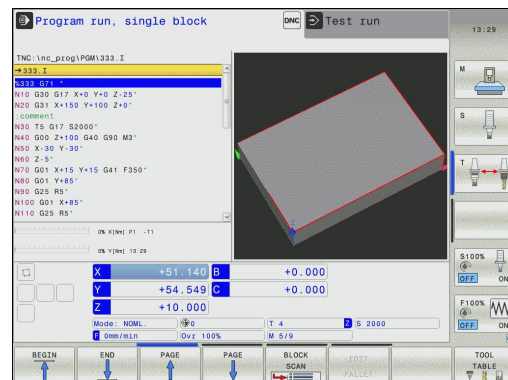 Program run, single block
DNC
Test run
13:29
TNC:\nc_prog\PGM\333.I
→333.I
%333 G71 *
N10 G30 G17 X+0 Y+0 Z-25*
N20 G31 X+150 Y+100 Z+0*
;comment
N30 T5 G17 S2000*
N40 G00 Z+100 G40 G90 M3*
N50 X-30 Y-30*
N60 Z-5*
N70 G01 X+15 Y+15 G41 F350*
N80 G01 Y+85*
N90 G25 R5*
N100 G01 X+85*
N110 G25 R5*
0% X[Nm] P1 -T1
0% Y[Nm] 13:29
X +51.140 B +0.000
Y +54.549 C +0.000
Z +10.000
Mode: NOML. 0 T 4 Z S 2000
F 0mm/min Ovr 100% M 5/9
M
S
T
S100%
OFF ON
F100%
OFF ON
BEGIN
END
PAGE
PAGE
BLOCK
SCAN
EDIT
PALLET
TOOL
TABLE